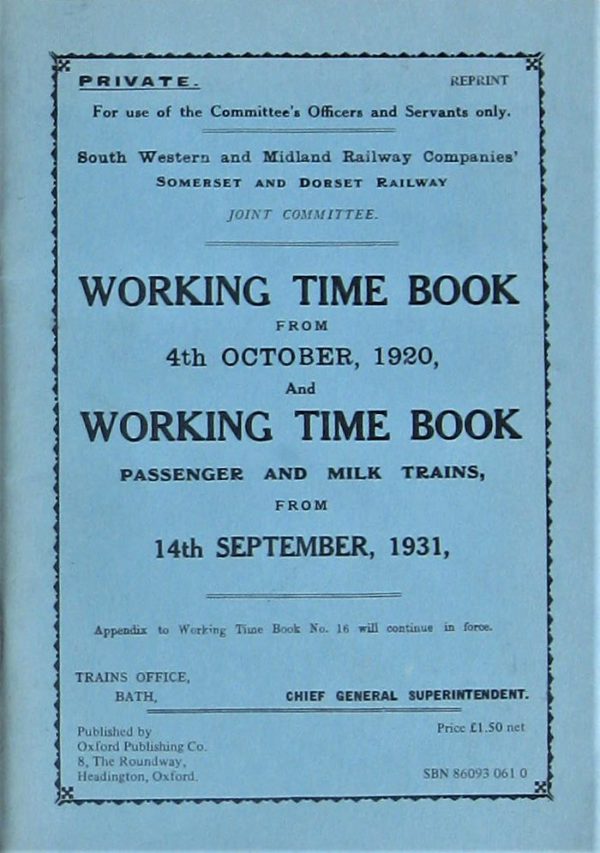 PRIVATE.
REPRINT
For use of the Committee's Officers and Servants only.
South Western and Midland Railway Companies'
SOMERSET AND DORSET RAILWAY
JOINT COMMITTEE.
WORKING TIME BOOK
FROM
4th OCTOBER, 1920,
And
WORKING TIME BOOK
PASSENGER AND MILK TRAINS,
FROM
14th SEPTEMBER, 1931,
Appendix to Working Time Book No. 16 will continue in force.
TRAINS OFFICE,
BATH,
CHIEF GENERAL SUPERINTENDENT.
Published by
Oxford Publishing Co.
8, The Roundway,
Headington, Oxford.
Price £1.50 net
SBN 86093 061 0